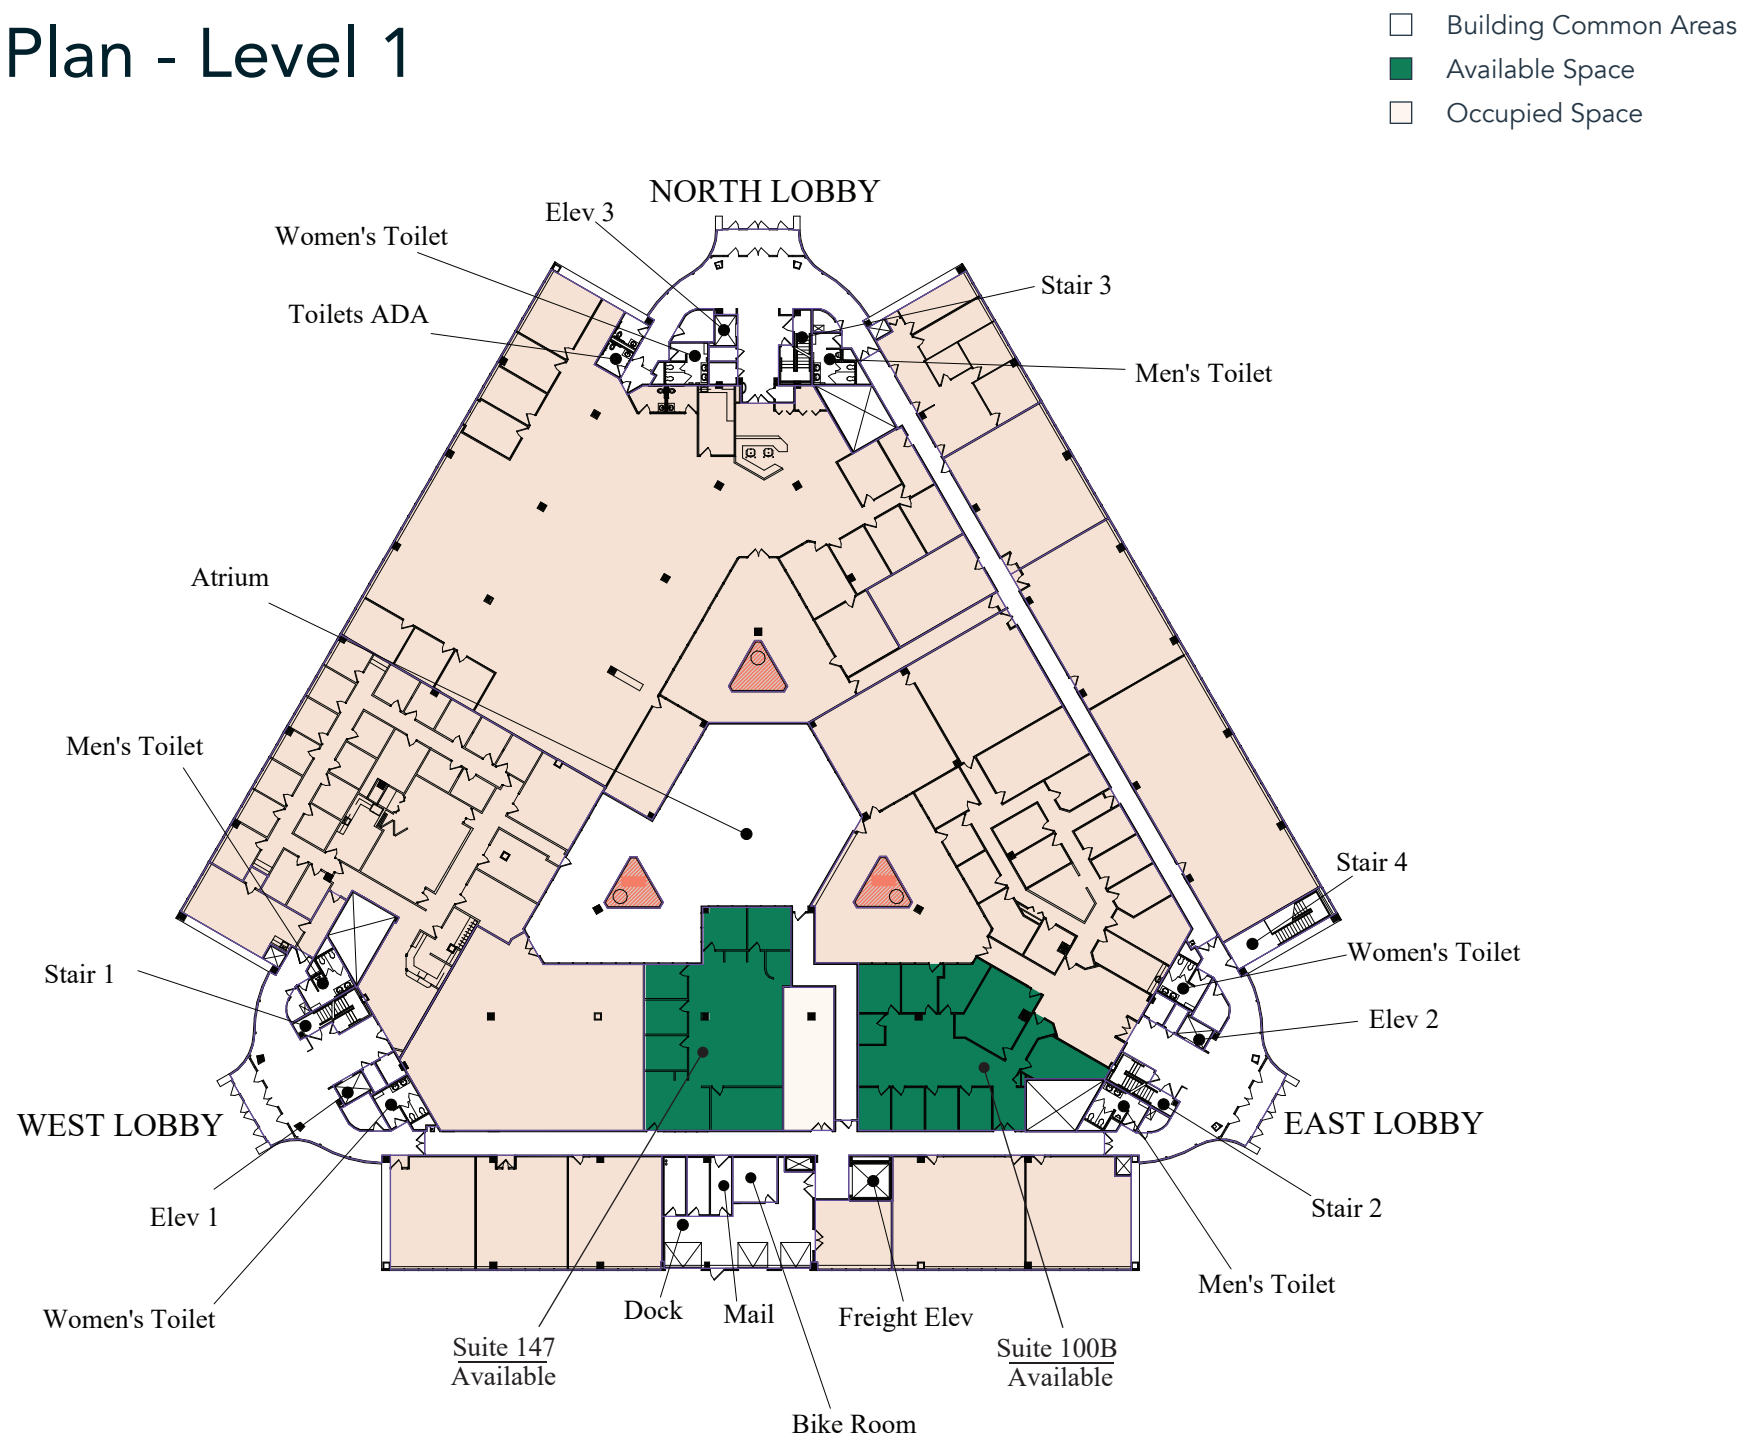 Plan - Level 1
Building Common Areas
Available Space
Occupied Space
NORTH LOBBY
Elev 3
Women's Toilet
Stair 3
Toilets ADA
Men's Toilet
Atrium
Men's Toilet
Stair 4
Women's Toilet
Stair 1
Elev 2
WEST LOBBY
EAST LOBBY
Elev 1
Stair 2
Men's Toilet
Women's Toilet
Dock
Mail
Freight Elev
Suite 147
Available
Suite 100B
Available
Bike Room